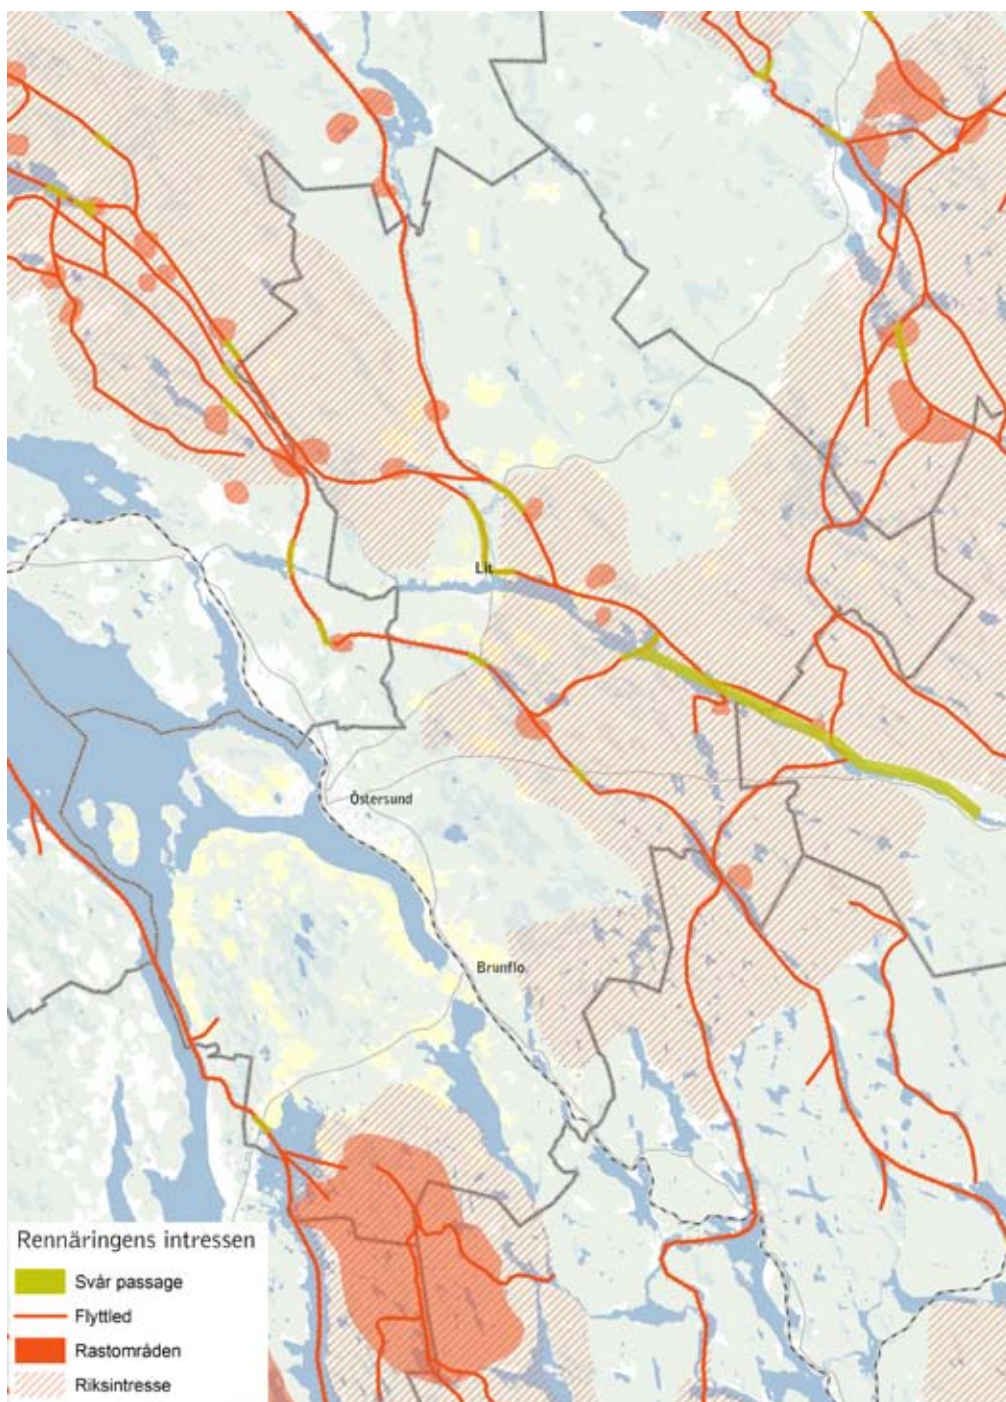 Lit
Östersund
Brunflo
Rennäringens intressen
Svår passage
Flyttled
Rastområden
Riksintresse